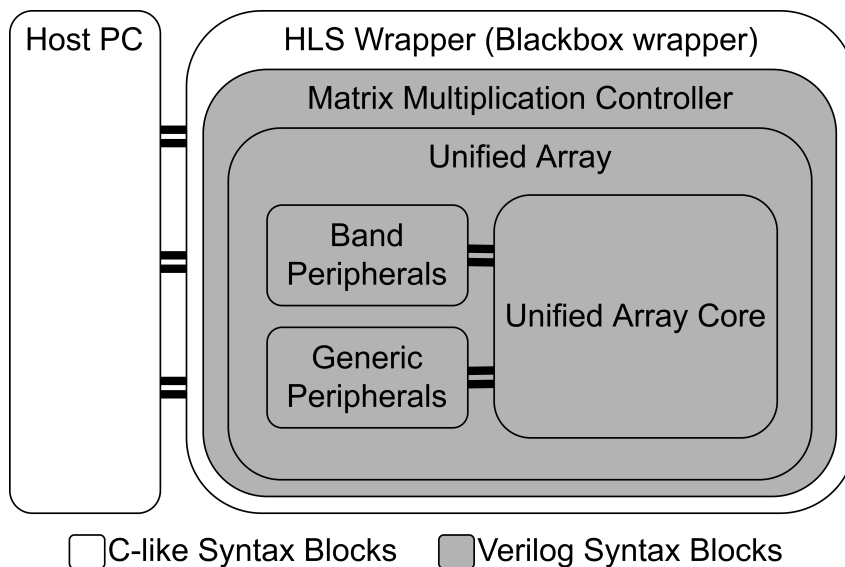 Host PC
HLS Wrapper (Blackbox wrapper)
Matrix Multiplication Controller
Unified Array
Band
Peripherals
Unified Array Core
Generic
Peripherals
C-like Syntax Blocks
Verilog Syntax Blocks